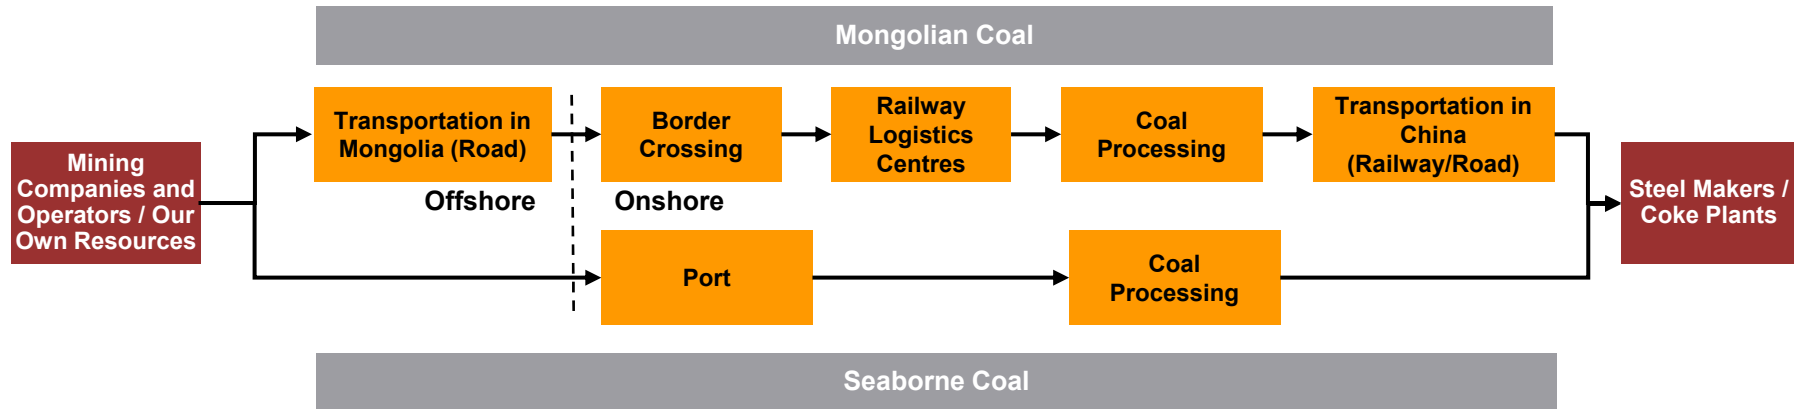 Mongolian Coal
Mining
Companies and
Operators / Our
Own Resources
Transportation in
Mongolia (Road)
Border
Crossing
Railway
Logistics
Centres
Coal
Processing
Transportation in
China
(Railway/Road)
Offshore
Onshore
Port
Coal
Processing
Steel Makers /
Coke Plants
Seaborne Coal